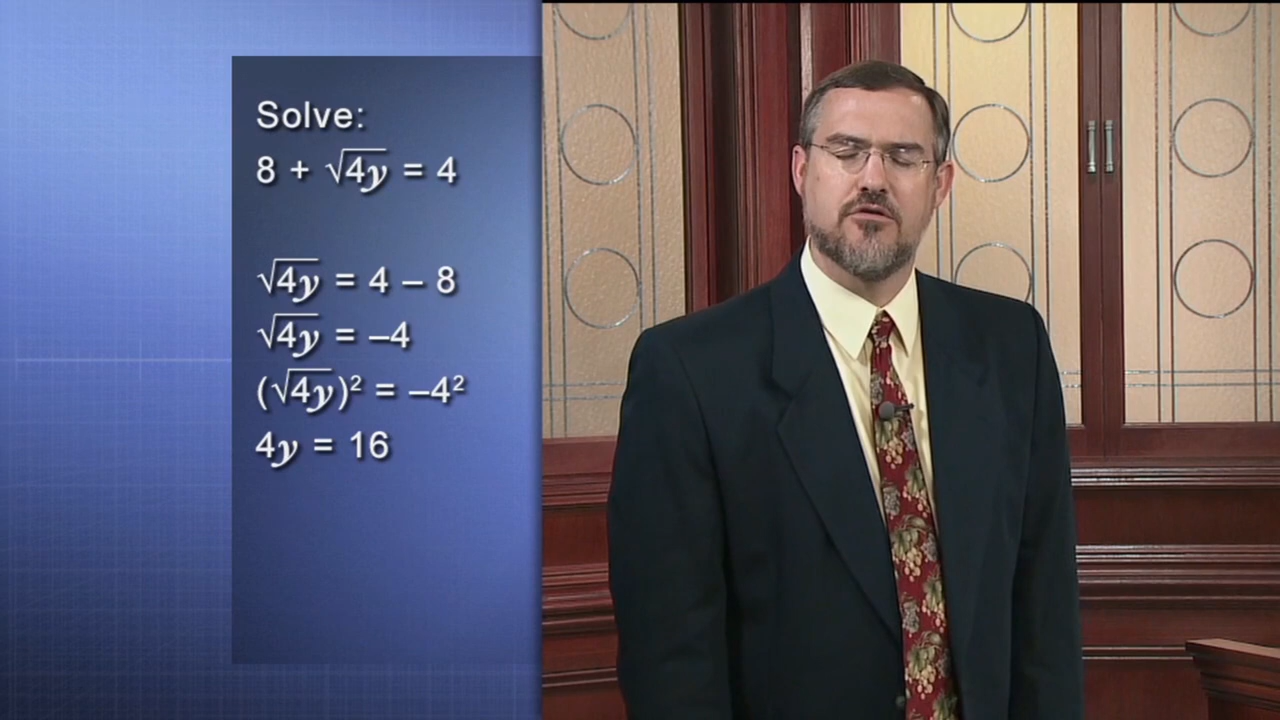 Solve:
8 + √4y = 4
√4y = 4 – 8
√4y = –4
(√4y)² = –4²
4y = 16